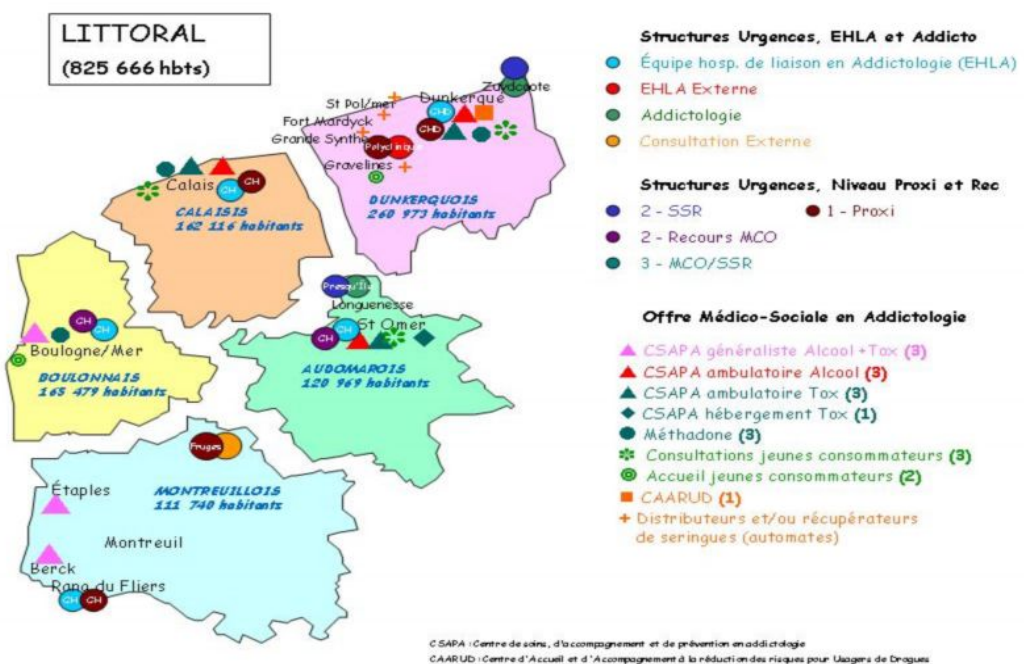 LITTORAL
(825 666 hbts)
Zuydcoote
Dunkerque
St Pol/mer
Fort Mardyck
Grande Synthe
Gravelines
CHD
CHD
Polyclinique
DUNKERQUOIS
260 973 habitants
Calais
CH
CH
CALAISIS
162 116 habitants
CH
CH
Boulogne/Mer
BOULONNAIS
165 479 habitants
Presqu'Ile
Longuenesse
St Omer
CH
CH
AUDOMAROIS
120 969 habitants
Fruges
MONTREUILLOIS
111 740 habitants
Étaples
Montreuil
Berck
Rang du Fliers
CH
CH
Structures Urgences, EHLA et Addicto
Équipe hosp. de liaison en Addictologie (EHLA)
EHLA Externe
Addictologie
Consultation Externe
Structures Urgences, Niveau Proxi et Rec
2 - SSR
1 - Proxi
2 - Recours MCO
3 - MCO/SSR
Offre Médico-Sociale en Addictologie
CSAPA généraliste Alcool +Tox (3)
CSAPA ambulatoire Alcool (3)
CSAPA ambulatoire Tox (3)
CSAPA hébergement Tox (1)
Méthadone (3)
Consultations jeunes consommateurs (3)
Accueil jeunes consommateurs (2)
CAARUD (1)
+ Distributeurs et/ou récupérateurs
de seringues (automates)
CSAPA : Centre de soins, d'accompagnement et de prévention en addictologie
CAARUD : Centre d'Accueil et d'Accompagnement à la réduction des risques pour Usagers de Drogues